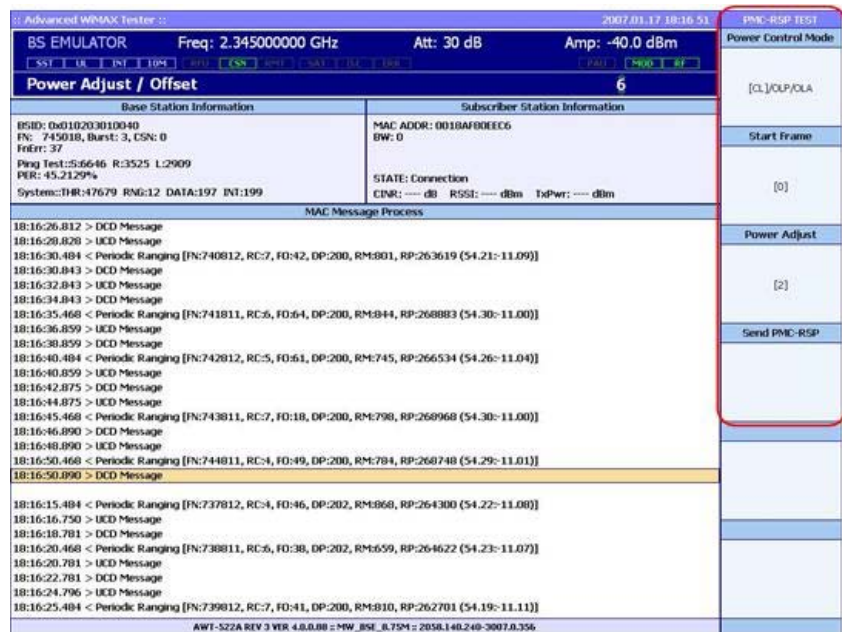 :: Advanced WiMAX Tester ::
2007.01.17 18:16 51
BS EMULATOR
Freq: 2.345000000 GHz
Att: 30 dB
Amp: -40.0 dBm
SST UL INT 10M CSN MOD RF
Power Adjust / Offset
6
Base Station Information
BSID: 0x010203010040
FN: 745018, Burst: 3, CSN: 0
FnErr: 37
Ping Test::S:6646 R:3525 L:2909
PER: 45.2129%
System::THR:47679 RNG:12 DATA:197 INT:199
Subscriber Station Information
MAC ADDR: 0018AFB0EEC6
BW: 0
STATE: Connection
CINR: --- dB RSSI: --- dBm TxPwr: --- dBm
MAC Message Process
18:16:26.812 > DCD Message
18:16:28.828 > UCD Message
18:16:30.484 < Periodic Ranging [FN:740812, RC:7, FO:42, DP:200, RM:801, RP:263619 (54.21:-11.09)]
18:16:30.843 > DCD Message
18:16:32.843 > UCD Message
18:16:34.843 > DCD Message
18:16:35.468 < Periodic Ranging [FN:741811, RC:6, FO:64, DP:200, RM:844, RP:268883 (54.30:-11.00)]
18:16:36.859 > UCD Message
18:16:38.859 > DCD Message
18:16:40.484 < Periodic Ranging [FN:742812, RC:5, FO:61, DP:200, RM:745, RP:266534 (54.26:-11.04)]
18:16:40.859 > UCD Message
18:16:42.875 > DCD Message
18:16:44.875 > UCD Message
18:16:45.468 < Periodic Ranging [FN:743811, RC:7, FO:18, DP:200, RM:798, RP:268968 (54.30:-11.00)]
18:16:46.890 > DCD Message
18:16:48.890 > UCD Message
18:16:50.468 < Periodic Ranging [FN:744811, RC:4, FO:49, DP:200, RM:784, RP:268748 (54.29:-11.01)]
18:16:50.890 > DCD Message
18:16:15.484 < Periodic Ranging [FN:737812, RC:4, FO:46, DP:202, RM:868, RP:264300 (54.22:-11.08)]
18:16:16.750 > UCD Message
18:16:18.781 > DCD Message
18:16:20.468 < Periodic Ranging [FN:738811, RC:6, FO:38, DP:202, RM:659, RP:264622 (54.23:-11.07)]
18:16:20.781 > UCD Message
18:16:22.781 > DCD Message
18:16:24.796 > UCD Message
18:16:25.484 < Periodic Ranging [FN:739812, RC:7, FO:41, DP:200, RM:810, RP:262701 (54.19:-11.11)]
AWT-522A REV 3 VER 4.0.0.88 :: MW_BSE_8.75M :: 2058.140.240-3007.0.356
PMC-RSP TEST
Power Control Mode
[CL]/OLP/OLA
Start Frame
[0]
Power Adjust
[2]
Send PMC-RSP